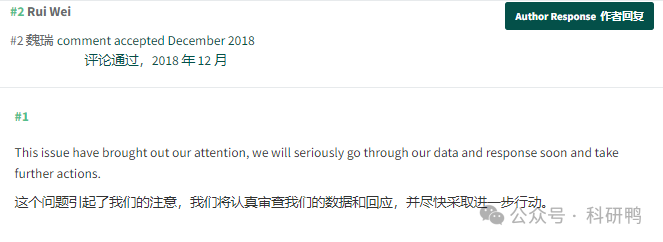 #2 Rui Wei
Author Response 作者回复
#2 魏瑞 comment accepted December 2018
评论通过，2018 年 12 月
#1
This issue have brought out our attention, we will seriously go through our data and response soon and take
further actions.
这个问题引起了我们的注意，我们将认真审查我们的数据和回应，并尽快采取进一步行动。
公众号 · 科研鸭